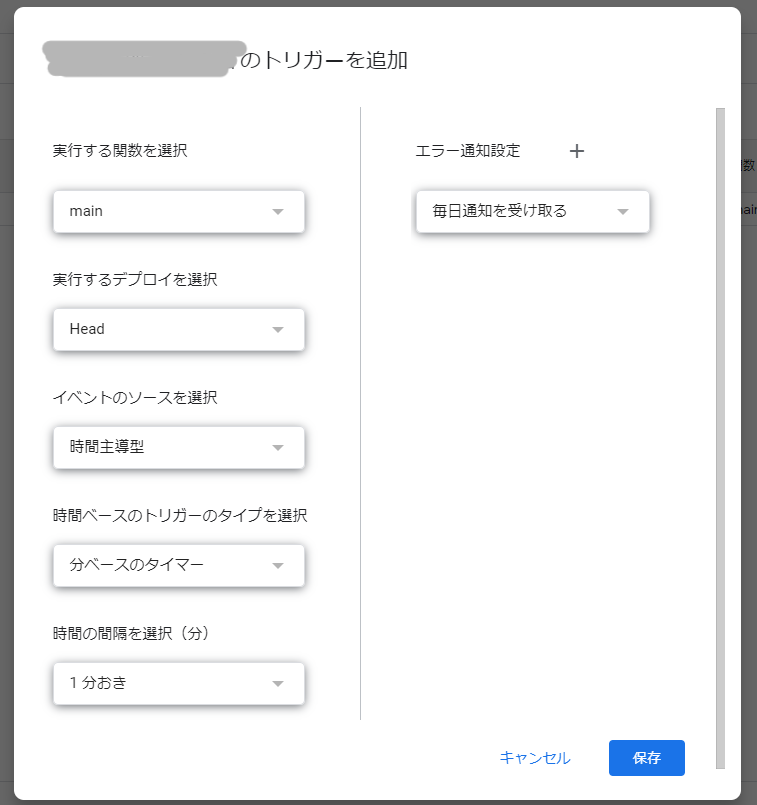 のトリガーを追加
実行する関数を選択
main
実行するデプロイを選択
Head
イベントのソースを選択
時間主導型
時間ベースのトリガーのタイプを選択
分ベースのタイマー
時間の間隔を選択（分）
1 分おき
エラー通知設定
毎日通知を受け取る
キャンセル
保存
数